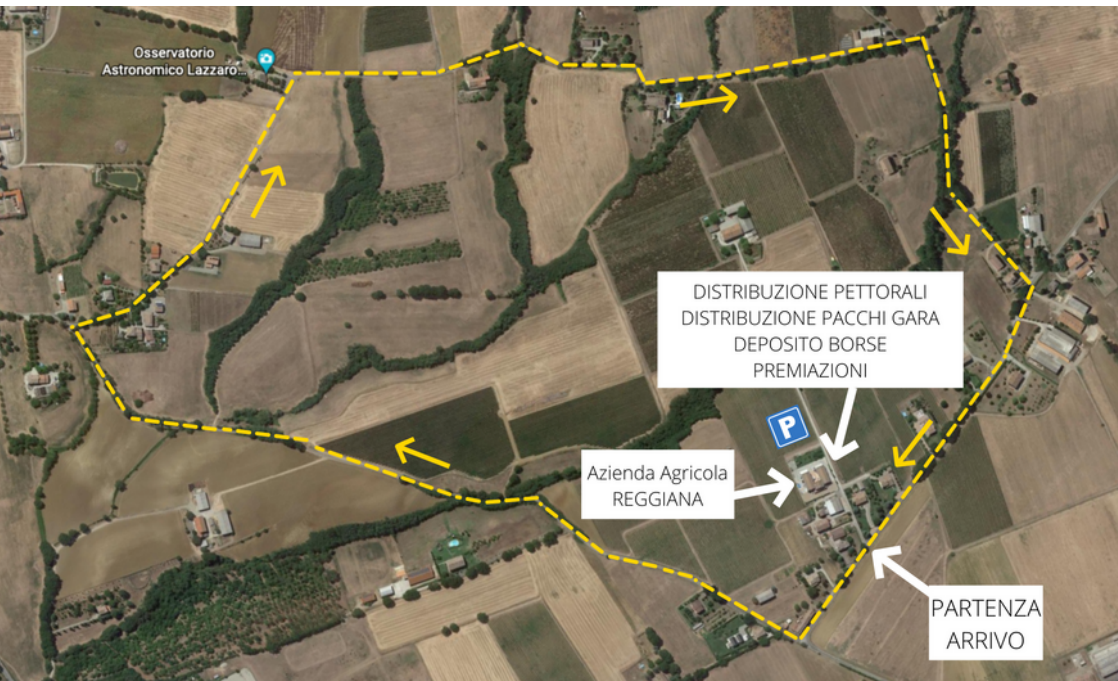 Osservatorio
Astronomico Lazzaro...
DISTRIBUZIONE PETTORALI
DISTRIBUZIONE PACCHI GARA
DEPOSITO BORSE
PREMIAZIONI
P
Azienda Agricola
REGGIANA
PARTENZA
ARRIVO